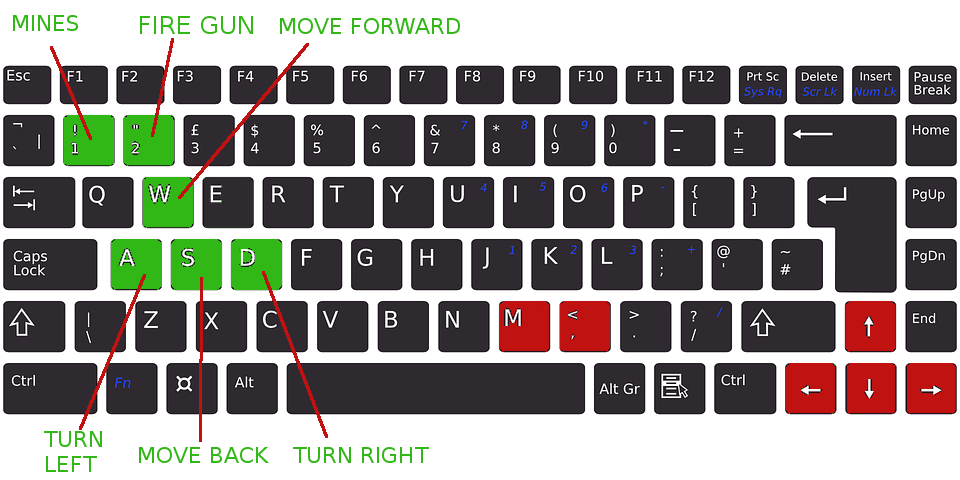 MINES FIRE GUN MOVE FORWARD
Esc F1 F2 F3 F4 F5 F6 F7 F8 F9 F10 F11 F12 Prt Sc Delete Insert Pause
Sys Rq Scr Lk Num Lk Break
¬ | ! " £ $ % ^ & 7 * 8 ( 9 ) * — + Home
` 1 2 3 4 5 6 7 8 9 0 - =
Q W E R T Y U 4 I 5 O 6 P - { } PgUp
[ ]
Caps A S D F G H J 1 K 2 L 3 : + @ ~ PgDn
Lock ; ' #
| Z X C V B N M < > ? / End
\ , . /
Ctrl Fn Alt Alt Gr Ctrl
TURN
LEFT
MOVE BACK TURN RIGHT